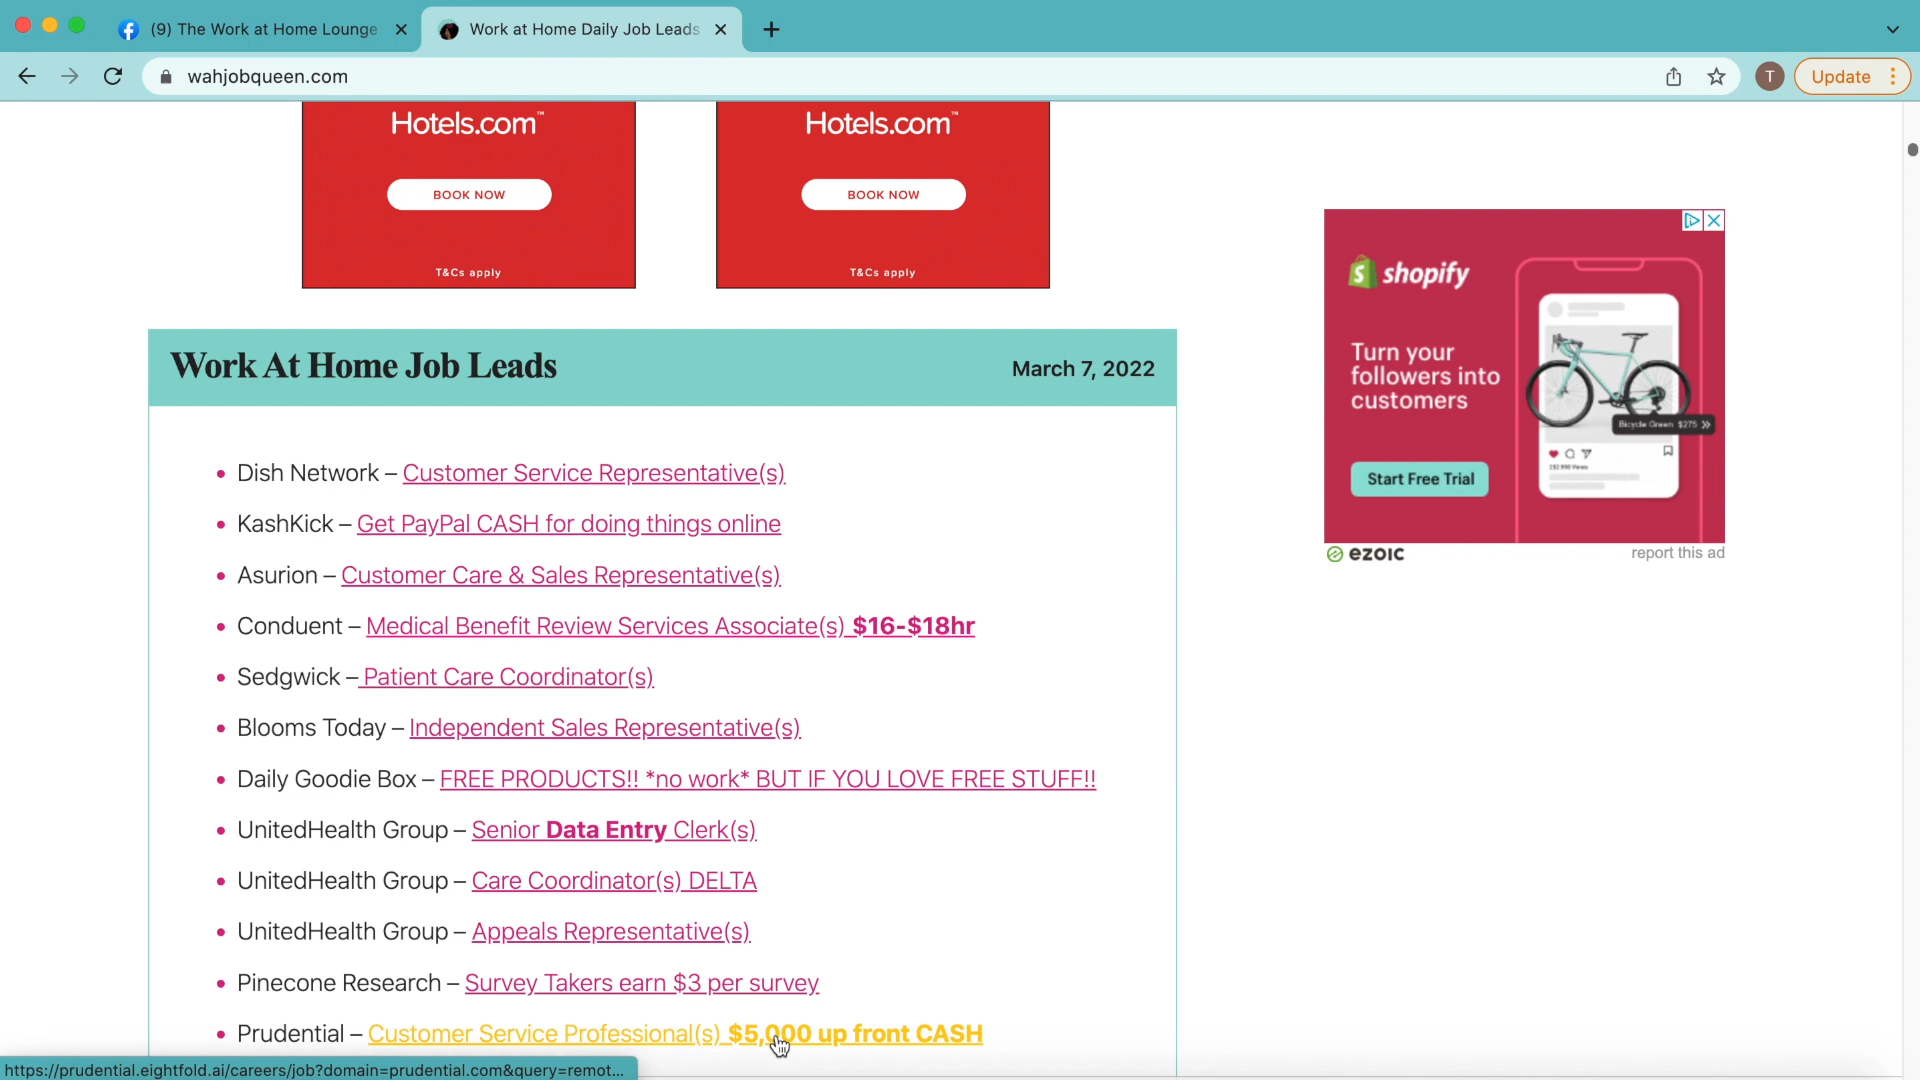 (9) The Work at Home Lounge
Work at Home Daily Job Leads
wahjobqueen.com
T
Update
Hotels.com™
Hotels.com™
BOOK NOW
BOOK NOW
T&Cs apply
T&Cs apply
shopify
Turn your
followers into
customers
Bicycle Green $275
Start Free Trial
ezoic
report this ad
Work At Home Job Leads
March 7, 2022
• Dish Network – Customer Service Representative(s)
• KashKick – Get PayPal CASH for doing things online
• Asurion – Customer Care & Sales Representative(s)
• Conduent – Medical Benefit Review Services Associate(s) $16-$18hr
• Sedgwick – Patient Care Coordinator(s)
• Blooms Today – Independent Sales Representative(s)
• Daily Goodie Box – FREE PRODUCTS!! *no work* BUT IF YOU LOVE FREE STUFF!!
• UnitedHealth Group – Senior Data Entry Clerk(s)
• UnitedHealth Group – Care Coordinator(s) DELTA
• UnitedHealth Group – Appeals Representative(s)
• Pinecone Research – Survey Takers earn $3 per survey
• Prudential – Customer Service Professional(s) $5,000 up front CASH
https://prudential.eightfold.ai/careers/job?domain=prudential.com&query=remot...